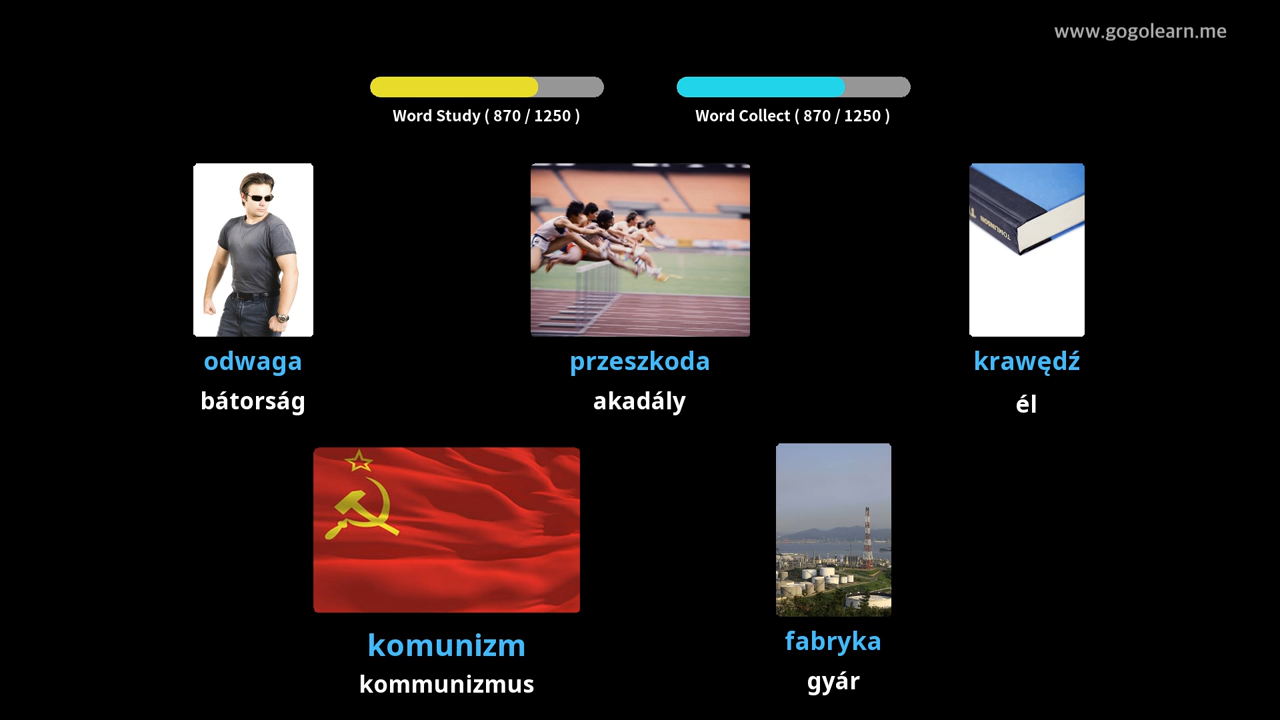 www.gogolearn.me
Word Study ( 870 / 1250 )
Word Collect ( 870 / 1250 )
TOMLINSON
odwaga
przeszkoda
krawędź
bátorság
akadály
él
komunizm
fabryka
kommunizmus
gyár